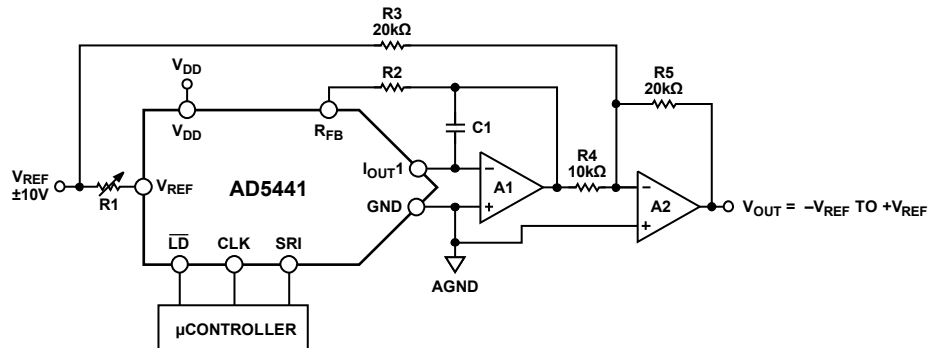 R3
20kΩ
VDD
R2
R5
20kΩ
VDD
RFB
C1
VREF
±10V
R1
VREF
AD5441
IOUT1
GND
A1
R4
10kΩ
A2
VOUT = –VREF TO +VREF
LD CLK SRI
AGND
µCONTROLLER